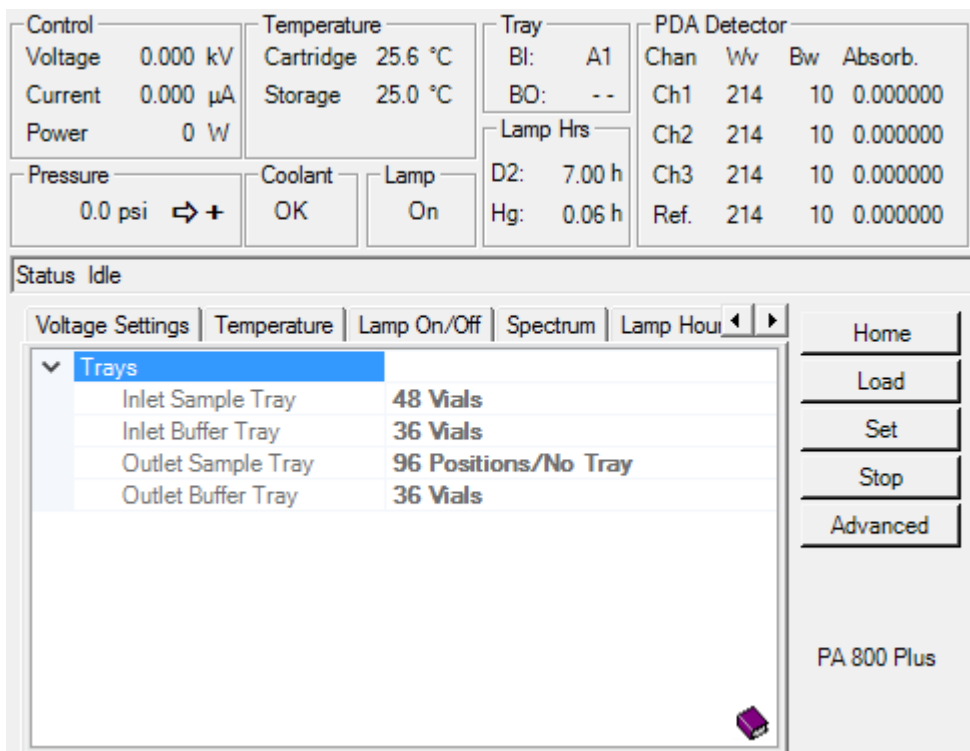 Control
Voltage 0.000 kV
Current 0.000 µA
Power 0 W
Temperature
Cartridge 25.6 °C
Storage 25.0 °C
Tray
BI: A1
BO: - -
PDA Detector
Chan Wv Bw Absorb.
Ch1 214 10 0.000000
Ch2 214 10 0.000000
Ch3 214 10 0.000000
Ref. 214 10 0.000000
Pressure
0.0 psi ⇨ +
Coolant
OK
Lamp
On
Lamp Hrs
D2: 7.00 h
Hg: 0.06 h
Status Idle
Voltage Settings Temperature Lamp On/Off Spectrum Lamp Hou
Trays
Inlet Sample Tray 48 Vials
Inlet Buffer Tray 36 Vials
Outlet Sample Tray 96 Positions/No Tray
Outlet Buffer Tray 36 Vials
Home
Load
Set
Stop
Advanced
PA 800 Plus